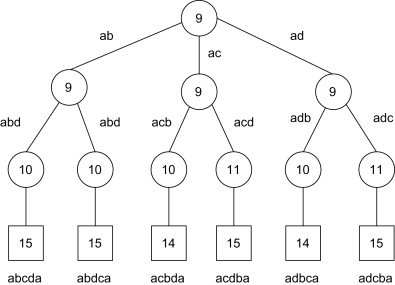 9
ab
ac
ad
9
9
9
abd
abd
acb
acd
adb
adc
10
10
10
11
10
11
15
15
14
15
14
15
abcda
abdca
acbda
acdba
adbca
adcba